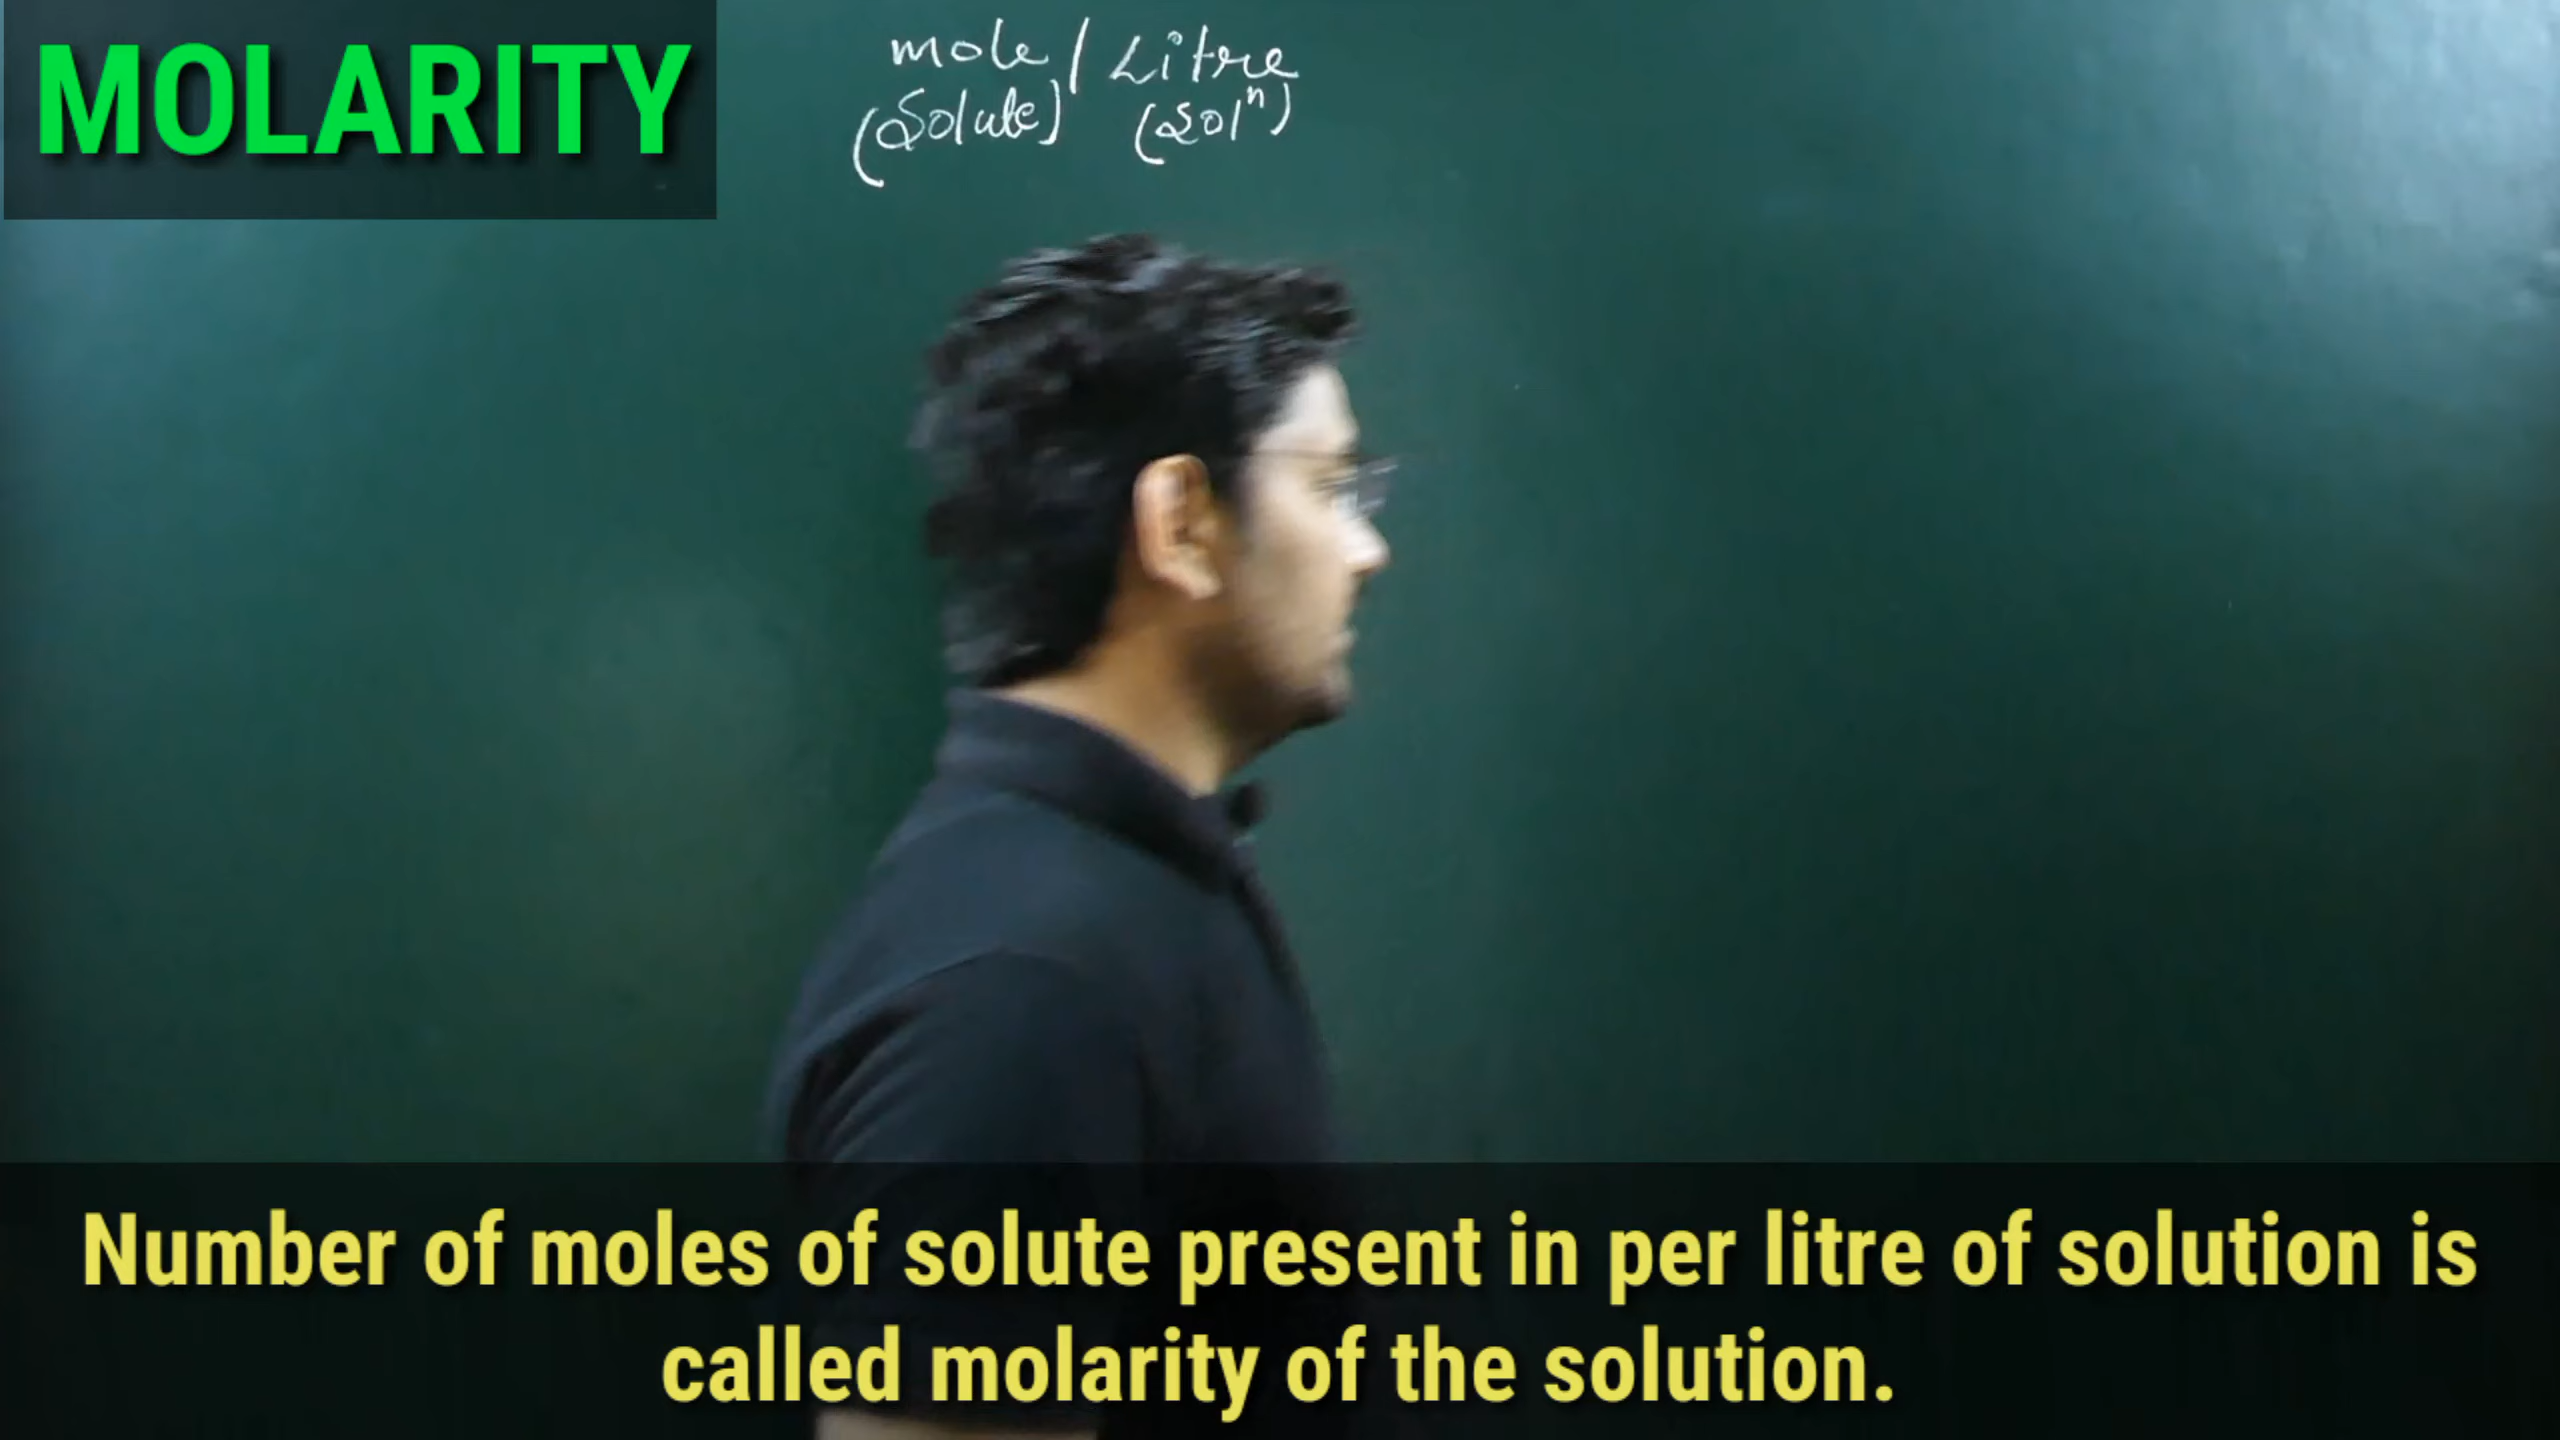 MOLARITY
mole / Litre
(Solute) (Solⁿ)
Number of moles of solute present in per litre of solution is
called molarity of the solution.